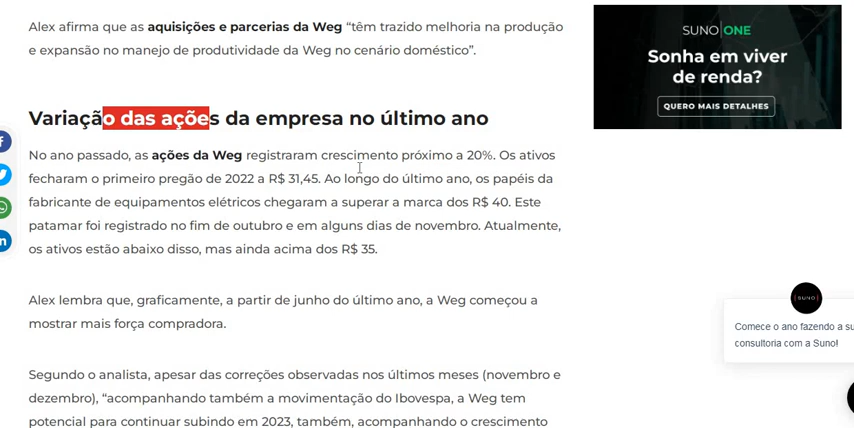 Alex afirma que as aquisições e parcerias da Weg “têm trazido melhoria na produção
e expansão no manejo de produtividade da Weg no cenário doméstico”.
Variação das ações da empresa no último ano
No ano passado, as ações da Weg registraram crescimento próximo a 20%. Os ativos
fecharam o primeiro pregão de 2022 a R$ 31,45. Ao longo do último ano, os papéis da
fabricante de equipamentos elétricos chegaram a superar a marca dos R$ 40. Este
patamar foi registrado no fim de outubro e em alguns dias de novembro. Atualmente,
os ativos estão abaixo disso, mas ainda acima dos R$ 35.
Alex lembra que, graficamente, a partir de junho do último ano, a Weg começou a
mostrar mais força compradora.
Segundo o analista, apesar das correções observadas nos últimos meses (novembro e
dezembro), “acompanhando também a movimentação do Ibovespa, a Weg tem
potencial para continuar subindo em 2023, também, acompanhando o crescimento
SUNO ONE
Sonha em viver
de renda?
QUERO MAIS DETALHES
SUNO
Comece o ano fazendo a su
consultoria com a Suno!